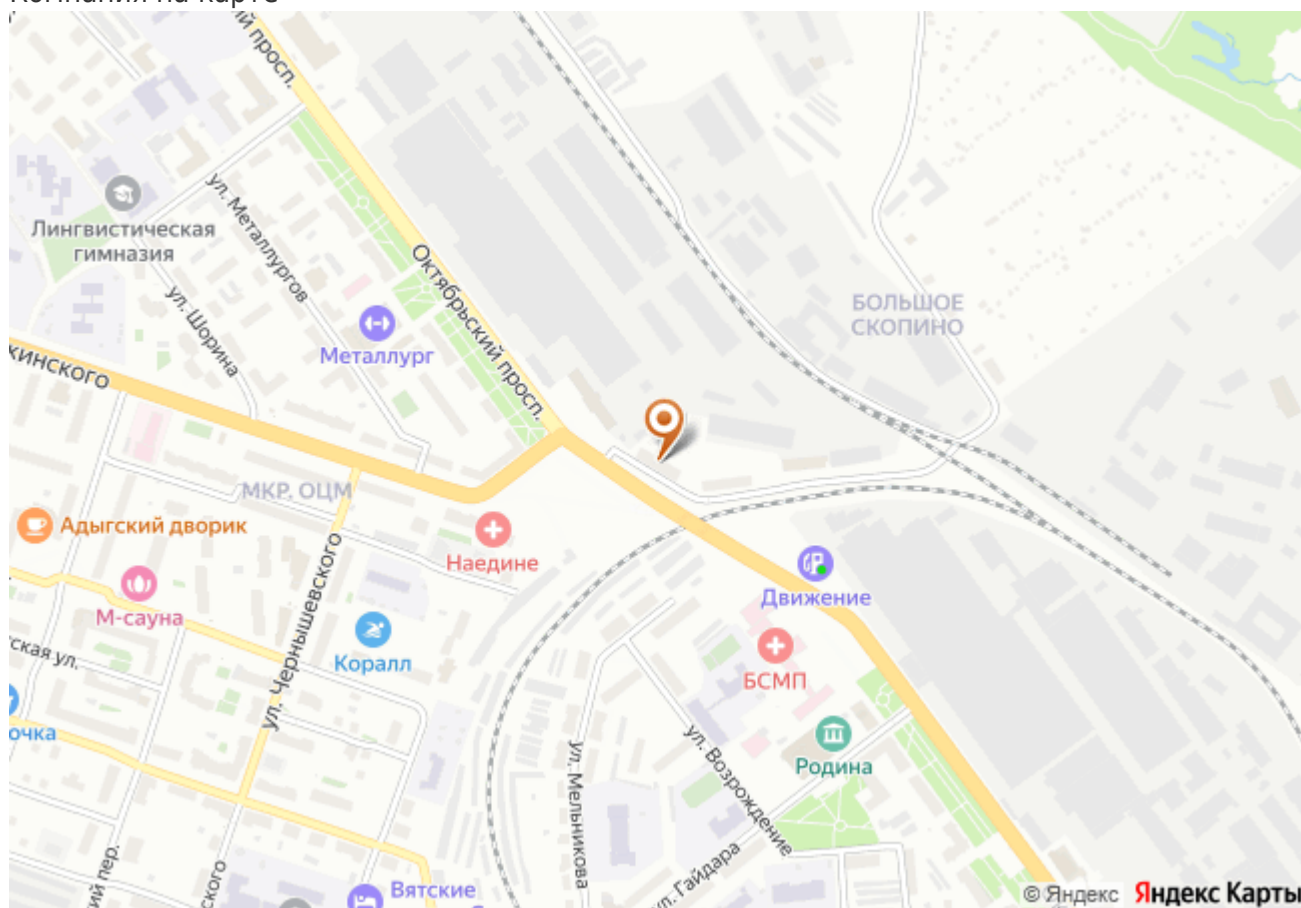 Компания на карте
й просп.
Лингвистическая
гимназия
ул. Металлургов
ул. Шорина
Октябрьский просп.
Металлург
БОЛЬШОЕ
СКОПИНО
кинского
МКР. ОЦМ
Адыгский дворик
Наедине
М-сауна
ул. Чернышевского
Коралл
Движение
БСМП
ская ул.
очка
ул. Возрождение
Родина
ул. Мельникова
ул. Гайдара
ий пер.
ского
Вятские
© Яндекс Яндекс Карты